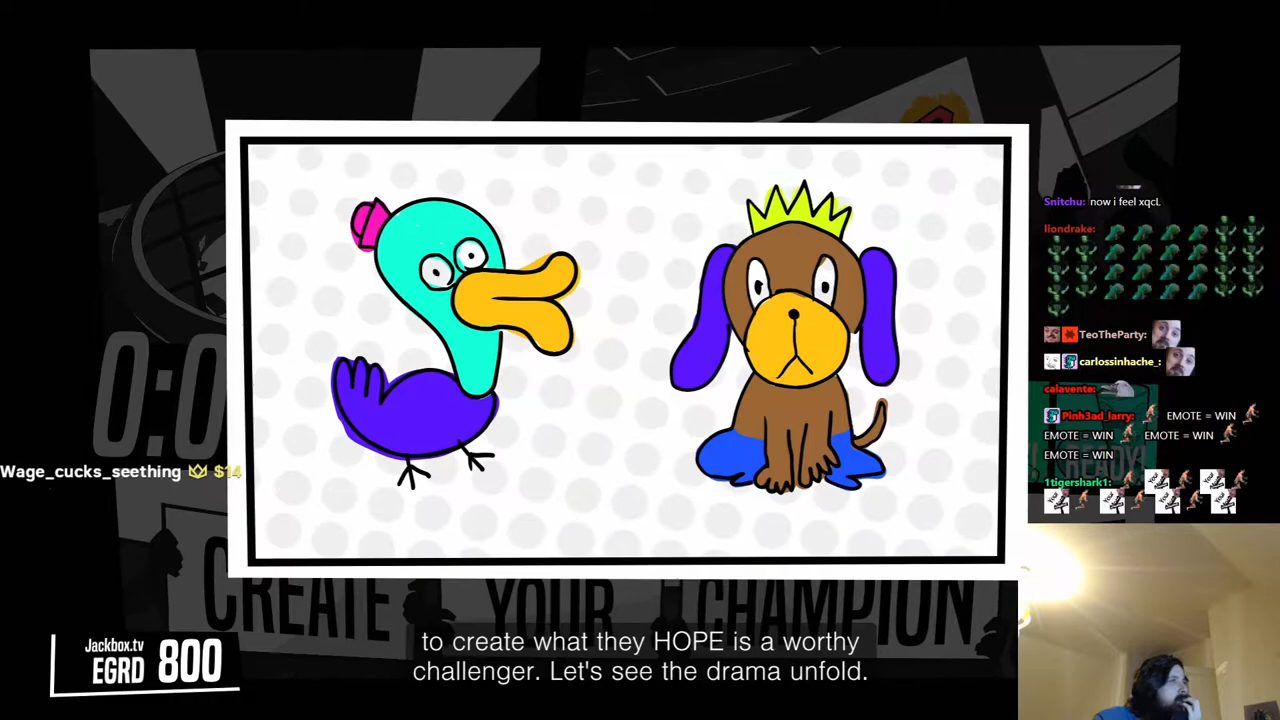 Snitchu: now i feel xqcL
liondrake:
TeoTheParty:
carlossinhache_:
calavente:
Pinh3ad_larry: EMOTE = WIN
EMOTE = WIN EMOTE = WIN
EMOTE = WIN
1tigershark1:
0:0
READY!
Wage_cucks_seething $14
CREATE YOUR CHAMPION
Jackbox.tv
EGRD 800
to create what they HOPE is a worthy
challenger. Let's see the drama unfold.